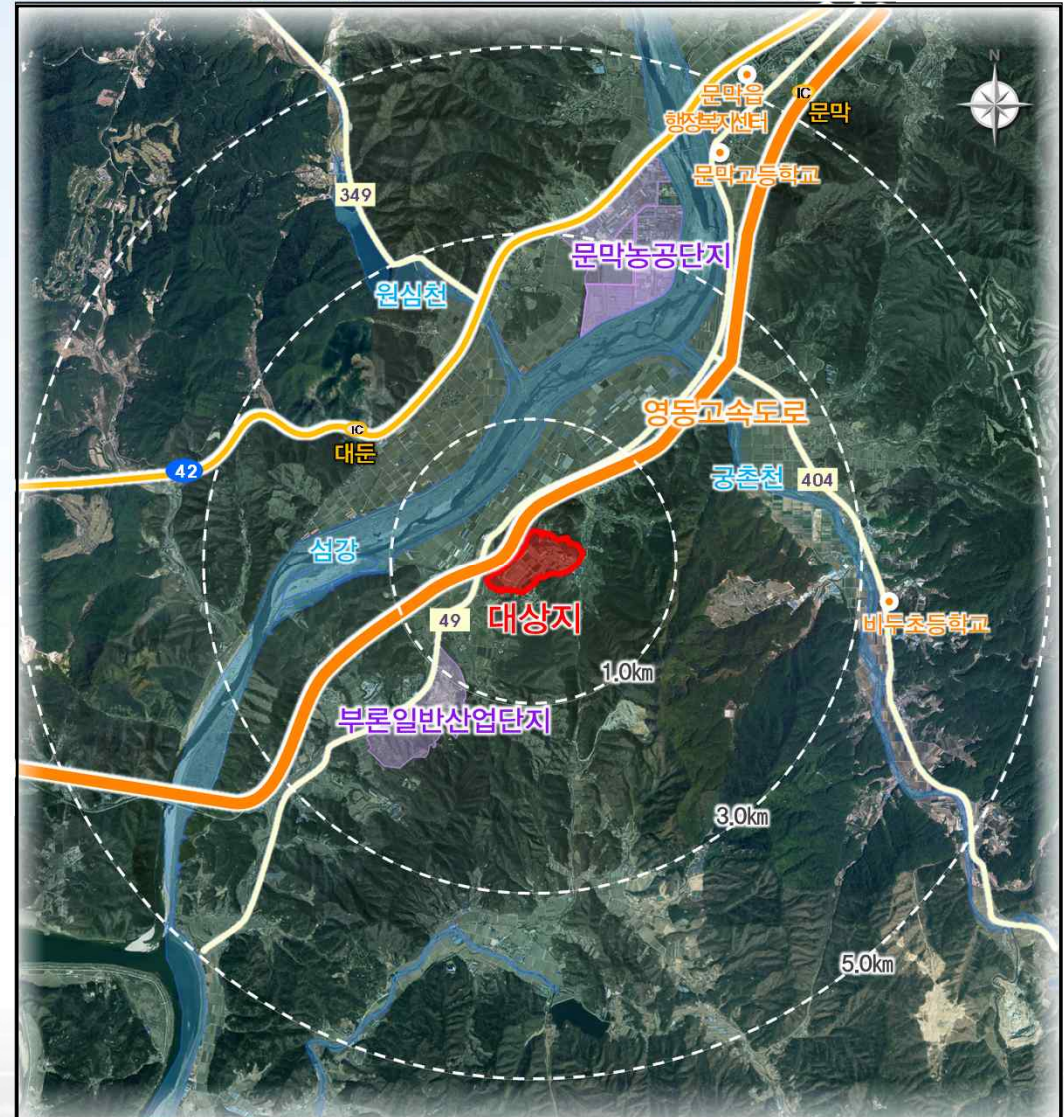 N
문막읍
행정복지센터
IC
문막
문막고등학교
349
문막농공단지
원심천
영동고속도로
IC
대둔
42
궁촌천
404
섬강
대상지
49
비두초등학교
1.0km
부론일반산업단지
3.0km
5.0km